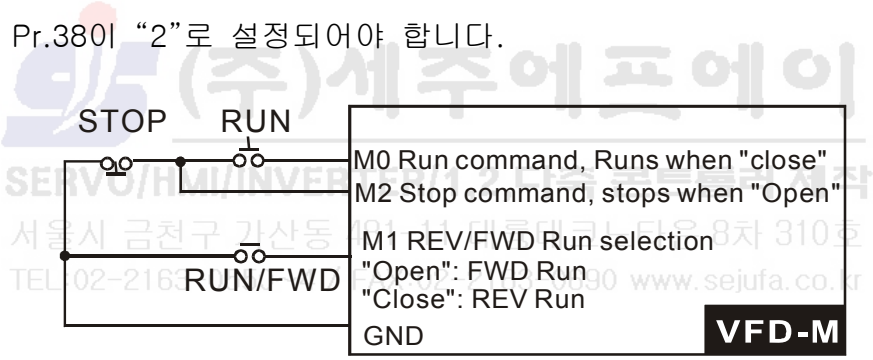 Pr.38이 “2”로 설정되어야 합니다.
(주)세주에프에이
STOP RUN
M0 Run command, Runs when "close"
M2 Stop command, stops when "Open"
SERVO/HMI/INVERTER/1,2
M1 REV/FWD Run selection
서울시 금천구 가산동 8차 310호
"Open": FWD Run
TEL:02-2163 www.sejufa.co.kr
RUN/FWD
"Close": REV Run
GND
VFD-M